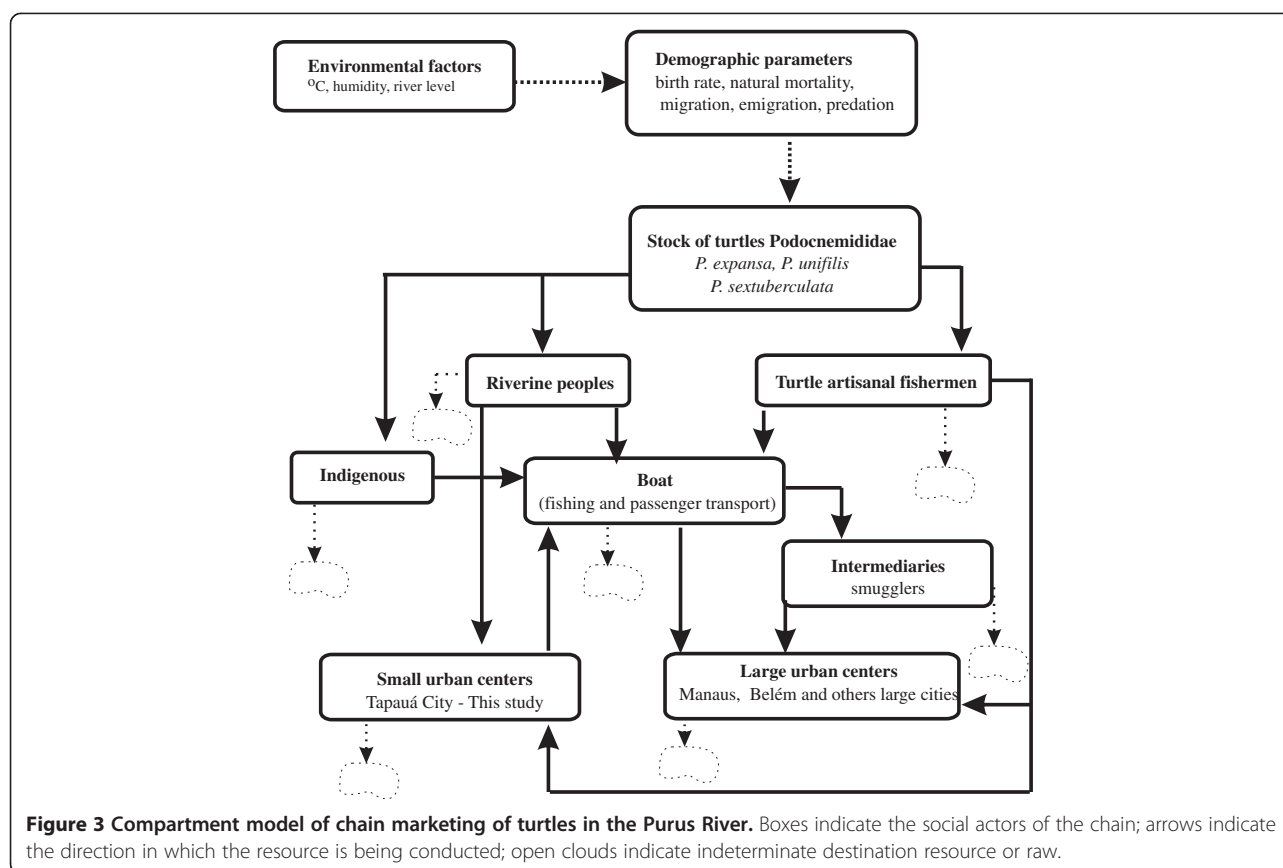 Environmental factors
ºC, humidity, river level
Demographic parameters
birth rate, natural mortality,
migration, emigration, predation
Stock of turtles Podocnemididae
P. expansa, P. unifilis
P. sextuberculata
Riverine peoples
Turtle artisanal fishermen
Indigenous
Boat
(fishing and passenger transport)
Intermediaries
smugglers
Small urban centers
Tapauá City - This study
Large urban centers
Manaus, Belém and others large cities
Figure 3 Compartment model of chain marketing of turtles in the Purus River. Boxes indicate the social actors of the chain; arrows indicate
the direction in which the resource is being conducted; open clouds indicate indeterminate destination resource or raw.